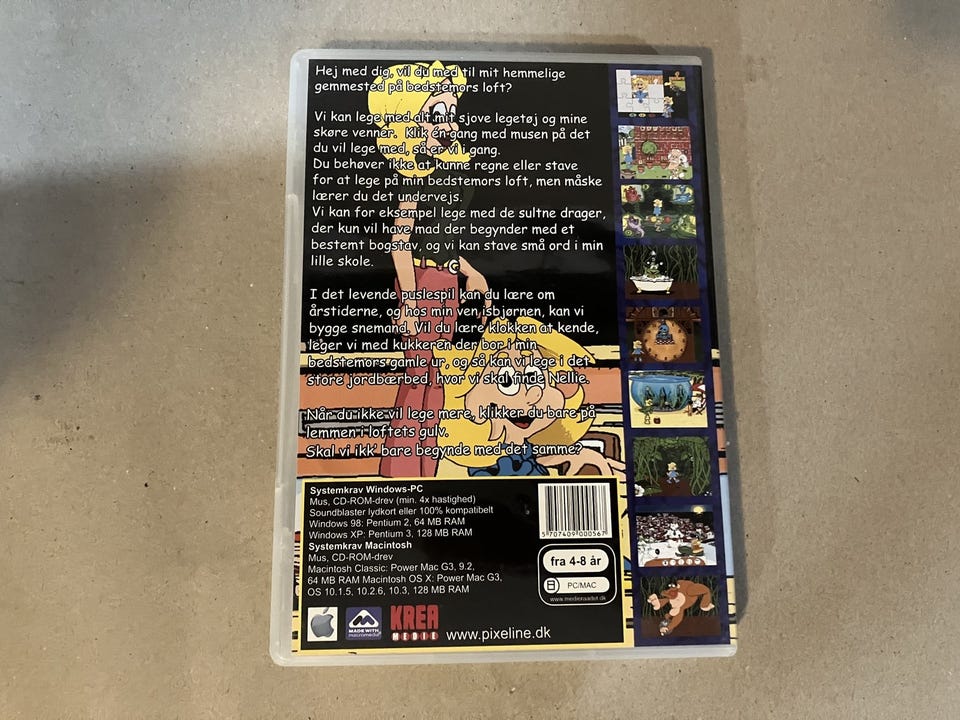 Hej med dig, vil du med til mit hemmelige
gemmested på bedstemors loft?
Vi kan lege med alt mit sjove legetøj og mine
skøre venner. Klik én gang med musen på det
du vil lege med, så er vi i gang.
Du behøver ikke at kunne regne eller stave
for at lege på min bedstemors loft, men måske
lærer du det undervejs.
Vi kan for eksempel lege med de sultne drager,
der kun vil have mad der begynder med et
bestemt bogstav, og vi kan stave små ord i min
lille skole.
I det levende puslespil kan du lære om
årstiderne, og hos min ven isbjørnen, kan vi
bygge snemand. Vil du lære klokken at kende,
leger vi med kukkeren der bor i min
bedstemors gamle ur, og så kan vi lege i det
store jordbærbed, hvor vi skal finde Nellie.
Når du ikke vil lege mere, klikker du bare på
lemmen i loftets gulv.
Skal vi ikk' bare begynde med det samme?
Systemkrav Windows-PC
Mus, CD-ROM-drev (min. 4x hastighed)
Soundblaster lydkort eller 100% kompatibelt
Windows 98: Pentium 2, 64 MB RAM
Windows XP: Pentium 3, 128 MB RAM
Systemkrav Macintosh
Mus, CD-ROM-drev
Macintosh Classic: Power Mac G3, 9.2,
64 MB RAM Macintosh OS X: Power Mac G3,
OS 10.1.5, 10.2.6, 10.3, 128 MB RAM
5 707409 000567
fra 4-8 år
PC/MAC
www.medieraadet.dk
MADE WITH
macromedia
KREA
MEDIE
www.pixeline.dk